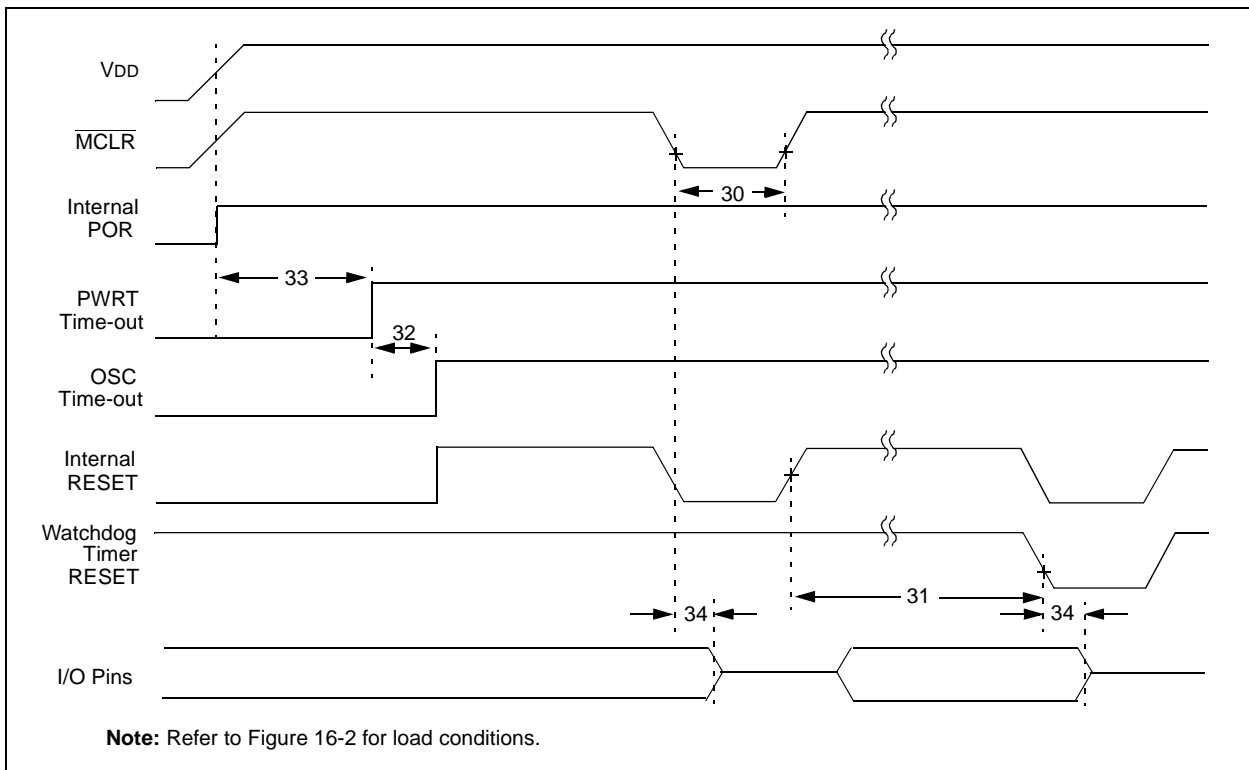 VDD
MCLR
30
Internal
POR
33
PWRT
Time-out
32
OSC
Time-out
Internal
RESET
Watchdog
Timer
RESET
31
34
34
I/O Pins
Note: Refer to Figure 16-2 for load conditions.